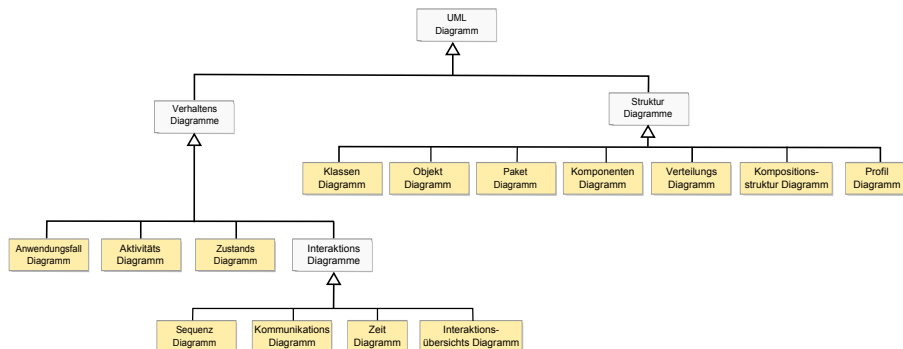 UML
Diagramm
Verhaltens
Diagramme
Struktur
Diagramme
Klassen
Diagramm
Objekt
Diagramm
Paket
Diagramm
Komponenten
Diagramm
Verteilungs
Diagramm
Kompositions-
struktur Diagramm
Profil
Diagramm
Anwendungsfall
Diagramm
Aktivitäts
Diagramm
Zustands
Diagramm
Interaktions
Diagramme
Sequenz
Diagramm
Kommunikations
Diagramm
Zeit
Diagramm
Interaktions-
übersichts Diagramm